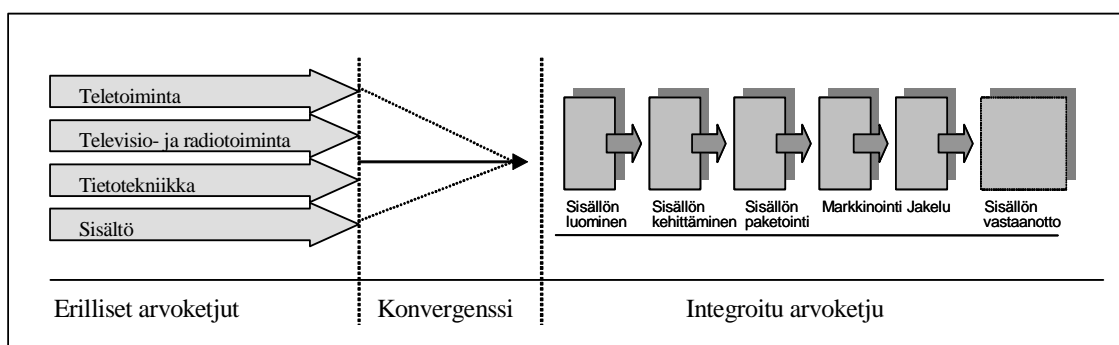 Teletoiminta
Televisio- ja radiotoiminta
Tietotekniikka
Sisältö
Sisällön
luominen
Sisällön
kehittäminen
Sisällön
paketointi
Markkinointi
Jakelu
Sisällön
vastaanotto
Erilliset arvoketjut
Konvergenssi
Integroitu arvoketju